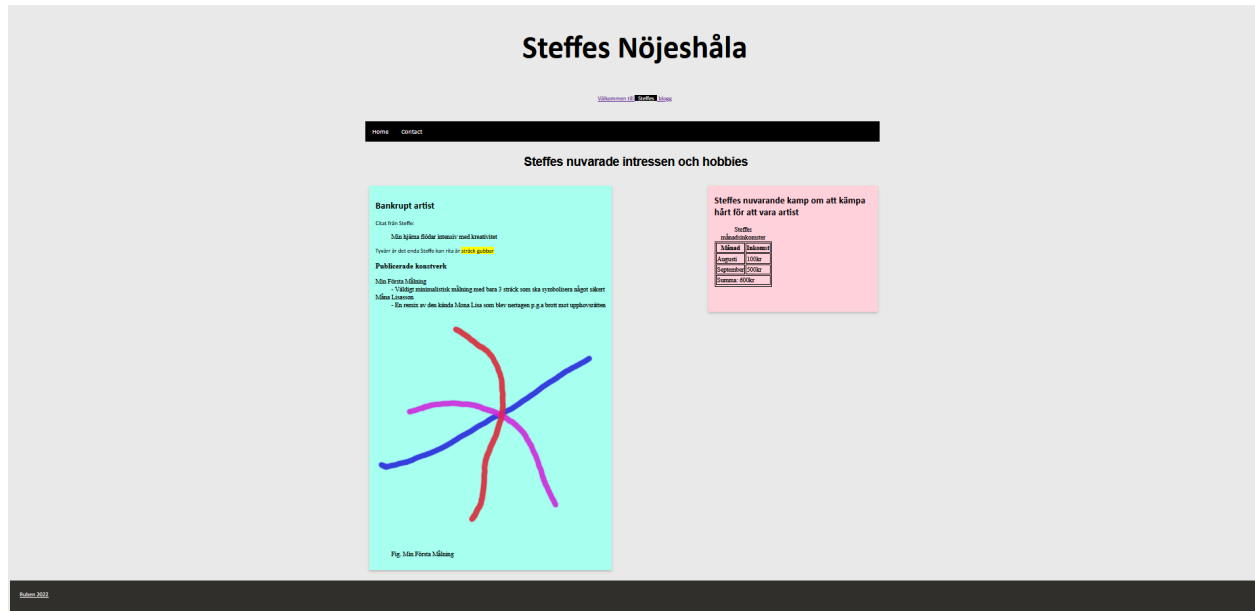 Steffes Nöjeshåla
Välkommen till Steffes blogg
Home Contact
Steffes nuvarade intressen och hobbies
Bankrupt artist
Citat från Steffe:
Min hjärna flödar intensiv med kreativitet
Tyvärr är det enda Steffe kan rita är sträck gubbar
Publicerade konstverk
Min Första Målning
- Väldigt minimalistisk målning med bara 3 sträck som ska symbolisera något säkert
Måna Lisasson
- En remix av den kända Mona Lisa som blev nertagen p.g.a brott mot upphovsrätten
Fig. Min Första Målning
Steffes nuvarande kamp om att kämpa
hårt för att vara artist
Steffes
månadsinkomster
Månad Inkomst
Augusti 100kr
September 500kr
Summa: 600kr
Ruben 2022